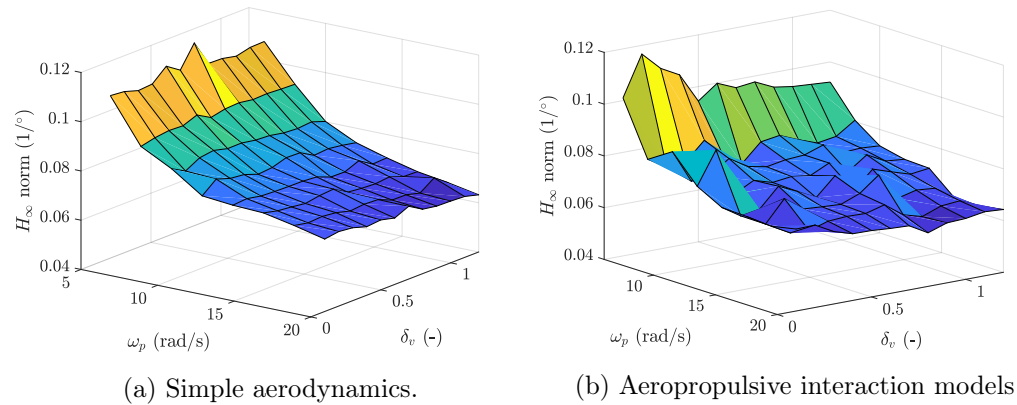 0.12
0.1
0.08
0.06
0.04
H∞ norm (1/°)
5
10
15
20
ωp (rad/s)
0
0.5
1
δv (-)
(a) Simple aerodynamics.
0.12
0.1
0.08
0.06
0.04
H∞ norm (1/°)
10
15
20
ωp (rad/s)
0
0.5
1
δv (-)
(b) Aeropropulsive interaction models